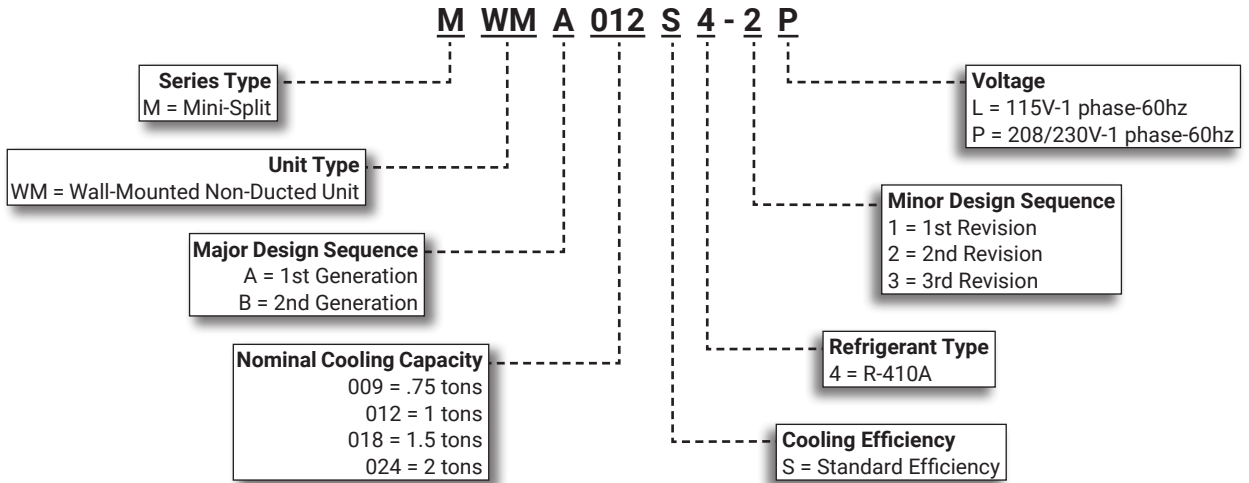 M WM A 012 S 4 - 2 P
Series Type
M = Mini-Split
Unit Type
WM = Wall-Mounted Non-Ducted Unit
Major Design Sequence
A = 1st Generation
B = 2nd Generation
Nominal Cooling Capacity
009 = .75 tons
012 = 1 tons
018 = 1.5 tons
024 = 2 tons
Voltage
L = 115V-1 phase-60hz
P = 208/230V-1 phase-60hz
Minor Design Sequence
1 = 1st Revision
2 = 2nd Revision
3 = 3rd Revision
Refrigerant Type
4 = R-410A
Cooling Efficiency
S = Standard Efficiency